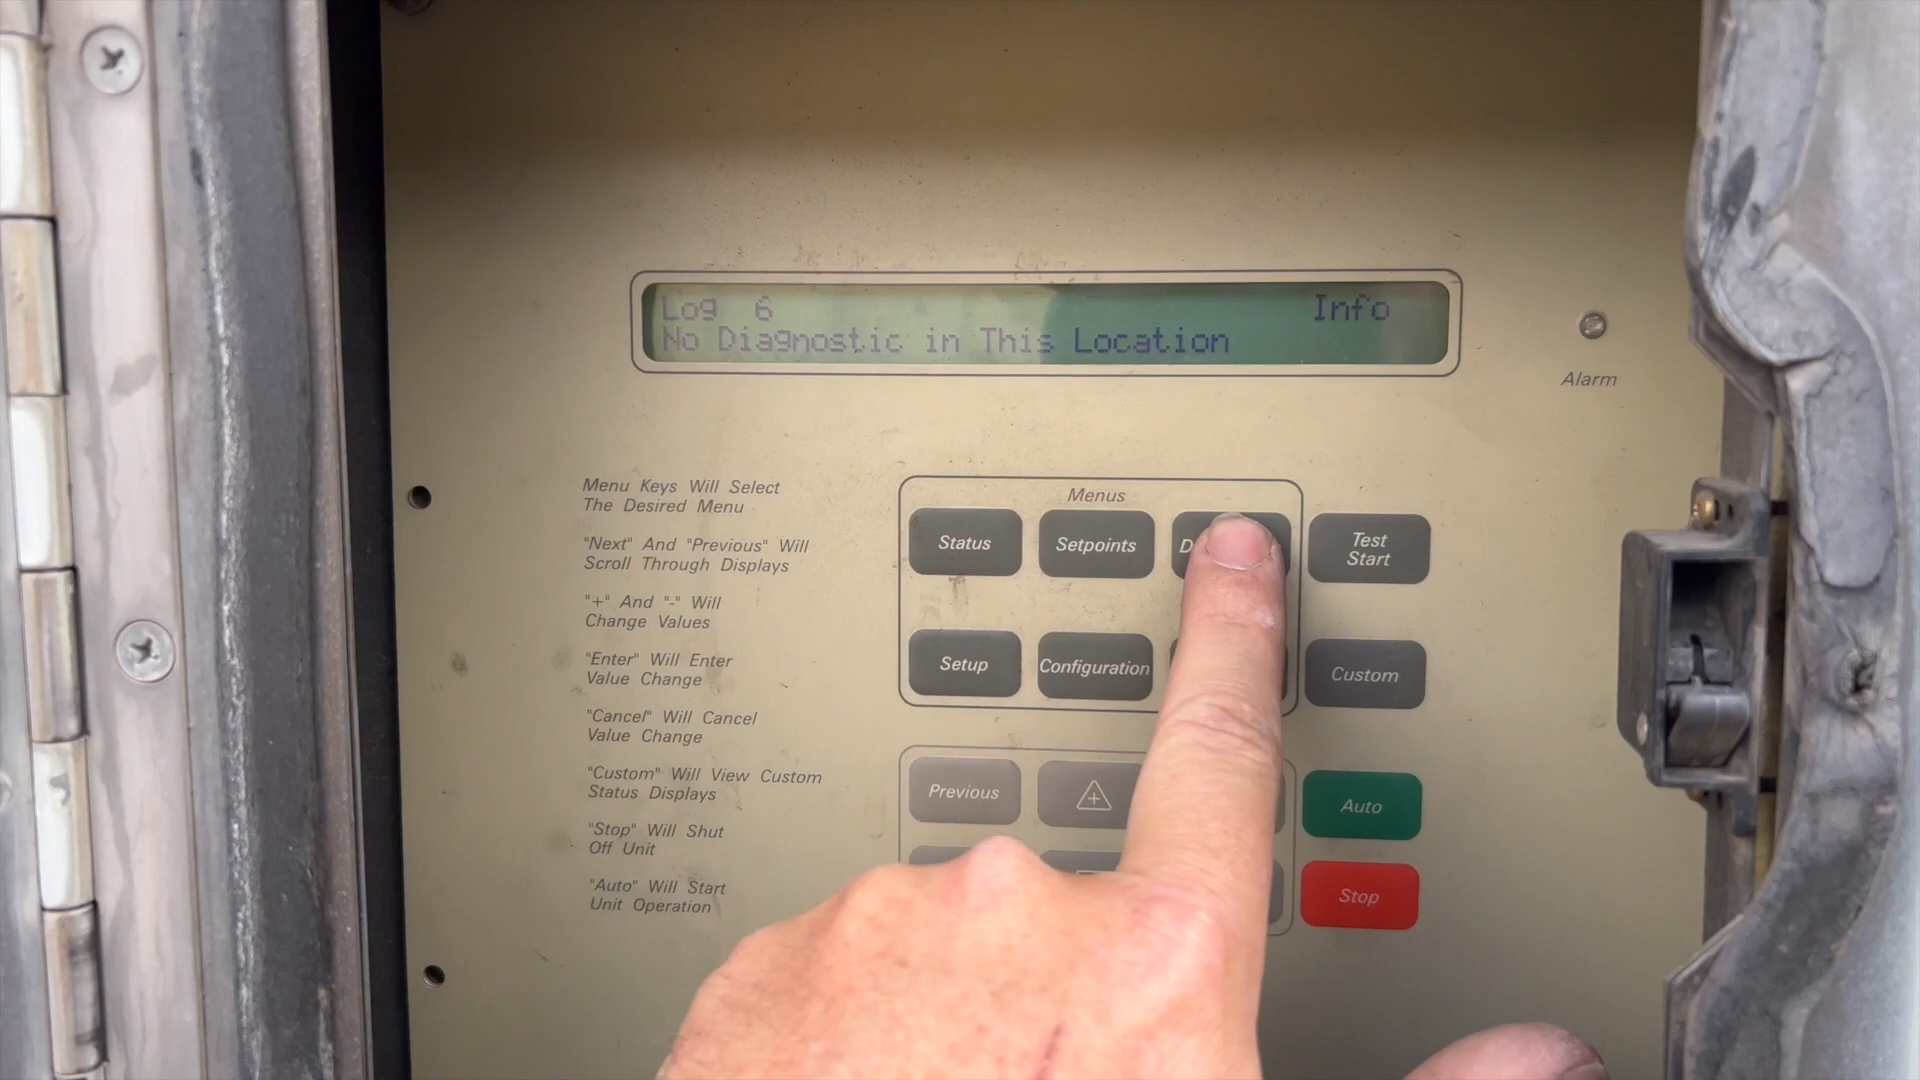 Log 6 Info
No Diagnostic in This Location
Alarm
Menu Keys Will Select
The Desired Menu
"Next" And "Previous" Will
Scroll Through Displays
"+" And "-" Will
Change Values
"Enter" Will Enter
Value Change
"Cancel" Will Cancel
Value Change
"Custom" Will View Custom
Status Displays
"Stop" Will Shut
Off Unit
"Auto" Will Start
Unit Operation
Menus
Status
Setpoints
Test
Start
Setup
Configuration
Custom
Previous
+
Auto
Stop